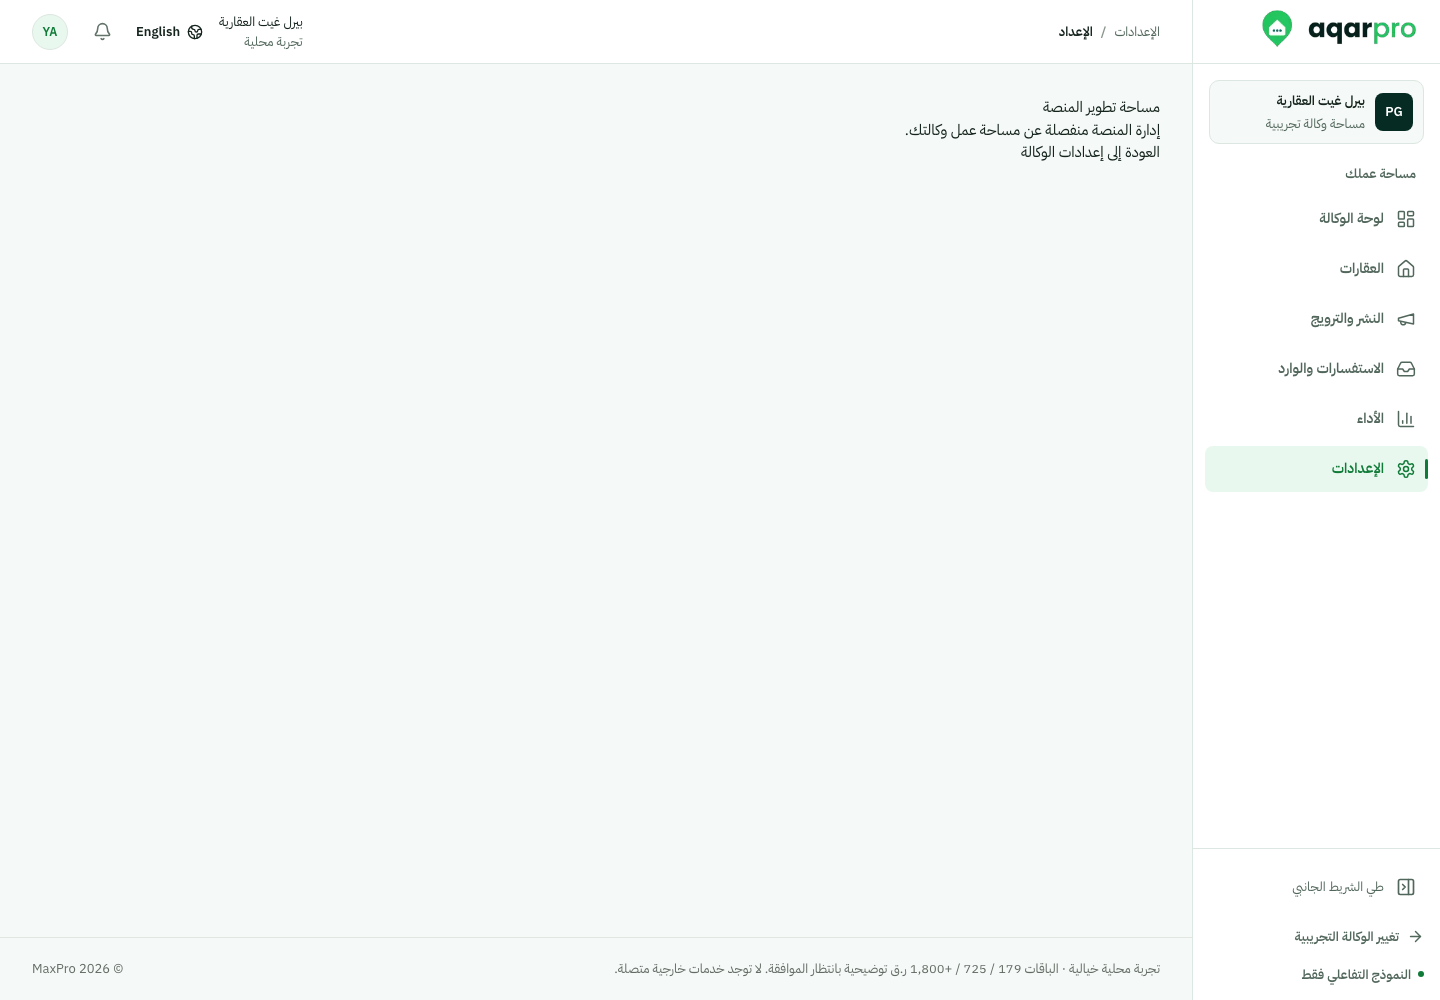 aqarpro
بيرل غيت العقارية
مساحة وكالة تجريبية
PG
مساحة عملك
لوحة الوكالة
العقارات
النشر والترويج
الاستفسارات والوارد
الأداء
الإعدادات
طي الشريط الجانبي
تغيير الوكالة التجريبية
النموذج التفاعلي فقط
الإعدادات / الإعداد
بيرل غيت العقارية
تجربة محلية
English
YA
مساحة تطوير المنصة
إدارة المنصة منفصلة عن مساحة عمل وكالتك.
العودة إلى إعدادات الوكالة
تجربة محلية خيالية · الباقات 179 / 725 / +1,800 ر.ق توضيحية بانتظار الموافقة. لا توجد خدمات خارجية متصلة.
© 2026 MaxPro